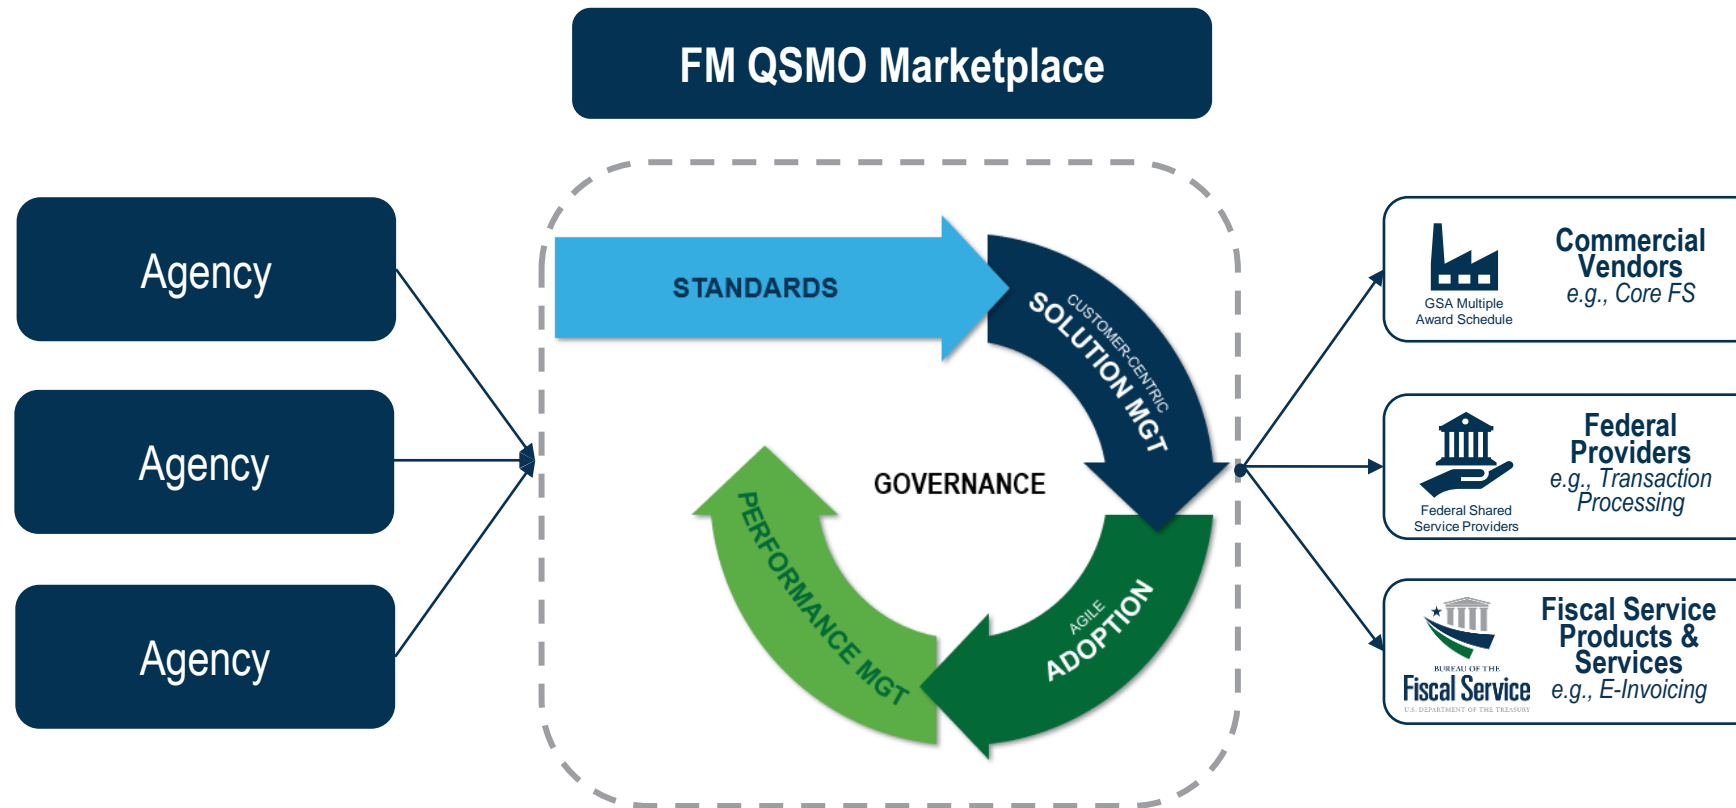 FM QSMO Marketplace
Agency
Agency
Agency
STANDARDS
CUSTOMER-CENTRIC
SOLUTION MGT
GOVERNANCE
AGILE
ADOPTION
PERFORMANCE MGT
GSA Multiple
Award Schedule
Commercial
Vendors
e.g., Core FS
Federal Shared
Service Providers
Federal
Providers
e.g., Transaction
Processing
BUREAU OF THE
Fiscal Service
U.S. DEPARTMENT OF THE TREASURY
Fiscal Service
Products &
Services
e.g., E-Invoicing